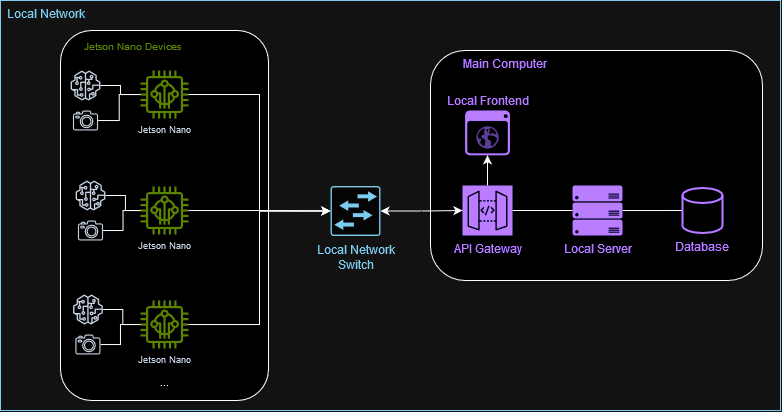 Local Network
Jetson Nano Devices
Main Computer
Local Frontend
Jetson Nano
</>
Jetson Nano
Local Network
Switch
API Gateway
Local Server
Database
Jetson Nano
...